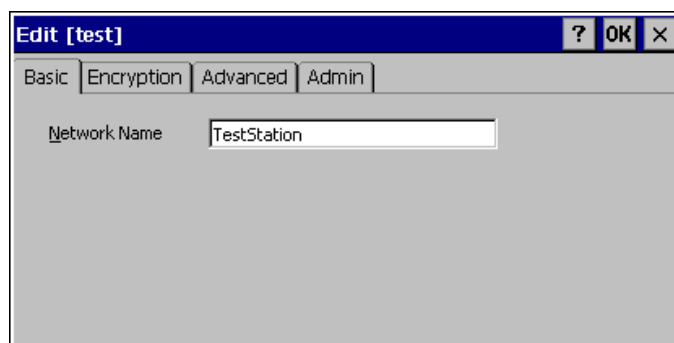 Edit [test] ? OK ×
Basic Encryption Advanced Admin
Network Name TestStation